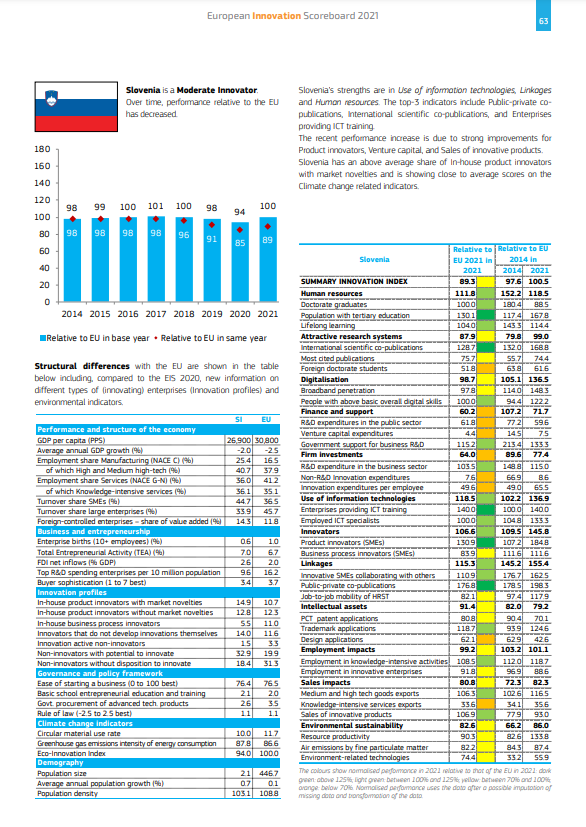 European Innovation Scoreboard 2021
63
Slovenia is a Moderate Innovator.
Over time, performance relative to the EU
has decreased.
180
160
140
120
100
80
60
40
20
0
98 99 100 101 100 98 94 100
98 98 98 98 96 91 85 89
2014 2015 2016 2017 2018 2019 2020 2021
Relative to EU in base year Relative to EU in same year
Structural differences with the EU are shown in the table
below including, compared to the EIS 2020, new information on
different types of (innovating) enterprises (Innovation profiles) and
environmental indicators.
SI EU
Performance and structure of the economy
GDP per capita (PPS) 26,900 30,800
Average annual GDP growth (%) -2.0 -2.5
Employment share Manufacturing (NACE C) (%) 25.4 16.5
of which High and Medium high-tech (%) 40.7 37.9
Employment share Services (NACE G-N) (%) 36.0 41.2
of which Knowledge-intensive services (%) 36.1 35.1
Turnover share SMEs (%) 44.7 36.5
Turnover share large enterprises (%) 33.9 45.7
Foreign-controlled enterprises – share of value added (%) 14.3 11.8
Business and entrepreneurship
Enterprise births (10+ employees) (%) 0.6 1.0
Total Entrepreneurial Activity (TEA) (%) 7.0 6.7
FDI net inflows (% GDP) 2.6 2.0
Top R&D spending enterprises per 10 million population 9.6 16.2
Buyer sophistication (1 to 7 best) 3.4 3.7
Innovation profiles
In-house product innovators with market novelties 14.9 10.7
In-house product innovators without market novelties 12.8 12.3
In-house business process innovators 5.5 11.0
Innovators that do not develop innovations themselves 14.0 11.6
Innovation active non-innovators 1.5 3.3
Non-innovators with potential to innovate 32.9 19.9
Non-innovators without disposition to innovate 18.4 31.3
Governance and policy framework
Ease of starting a business (0 to 100 best) 76.4 76.5
Basic school entrepreneurial education and training 2.1 2.0
Govt. procurement of advanced tech. products 2.6 3.5
Rule of law (-2.5 to 2.5 best) 1.1 1.1
Climate change indicators
Circular material use rate 10.0 11.7
Greenhouse gas emissions intensity of energy consumption 87.8 86.6
Eco-Innovation Index 94.0 100.0
Demography
Population size 2.1 446.7
Average annual population growth (%) 0.7 0.1
Population density 103.1 108.8
Slovenia's strengths are in Use of information technologies, Linkages
and Human resources. The top-3 indicators include Public-private co-
publications, International scientific co-publications, and Enterprises
providing ICT training.
The recent performance increase is due to strong improvements for
Product innovators, Venture capital, and Sales of innovative products.
Slovenia has an above average share of In-house product innovators
with market novelties and is showing close to average scores on the
Climate change related indicators.
Slovenia Relative to EU 2021 in Relative to EU 2014 in
2021 2014 2021
SUMMARY INNOVATION INDEX 89.3 97.6 100.5
Human resources 111.8 152.2 118.5
Doctorate graduates 100.0 180.4 88.5
Population with tertiary education 130.1 117.4 167.8
Lifelong learning 104.0 143.3 114.4
Attractive research systems 87.9 79.8 99.0
International scientific co-publications 128.7 132.0 168.8
Most cited publications 75.7 55.7 74.4
Foreign doctorate students 51.8 63.8 61.6
Digitalisation 98.7 105.1 136.5
Broadband penetration 97.8 114.0 148.3
People with above basic overall digital skills 100.0 94.4 122.2
Finance and support 60.2 107.2 71.7
R&D expenditures in the public sector 61.8 77.2 59.6
Venture capital expenditures 4.4 14.5 7.5
Government support for business R&D 115.2 213.4 133.3
Firm investments 64.0 89.6 77.4
R&D expenditure in the business sector 103.5 148.8 115.0
Non-R&D Innovation expenditures 7.6 66.9 8.6
Innovation expenditures per employee 49.6 49.0 65.5
Use of information technologies 118.5 102.2 136.9
Enterprises providing ICT training 140.0 100.0 140.0
Employed ICT specialists 100.0 104.8 133.3
Innovators 106.6 109.5 145.8
Product innovators (SMEs) 130.9 107.2 184.8
Business process innovators (SMEs) 83.9 111.6 111.6
Linkages 115.3 145.2 155.4
Innovative SMEs collaborating with others 110.9 176.7 162.5
Public-private co-publications 176.8 178.5 198.3
Job-to-job mobility of HRST 82.1 97.4 117.9
Intellectual assets 91.4 82.0 79.2
PCT patent applications 80.8 90.4 70.1
Trademark applications 118.7 93.9 124.6
Design applications 62.1 62.9 42.6
Employment impacts 99.2 103.2 101.1
Employment in knowledge-intensive activities 108.5 112.0 118.7
Employment in innovative enterprises 91.8 96.9 88.6
Sales impacts 80.8 72.3 82.3
Medium and high tech goods exports 106.3 102.6 116.5
Knowledge-intensive services exports 33.6 34.1 35.6
Sales of innovative products 106.9 77.9 93.0
Environmental sustainability 82.6 66.2 86.0
Resource productivity 90.3 82.6 133.8
Air emissions by fine particulate matter 82.2 84.3 87.4
Environment-related technologies 74.4 33.2 55.9
The colours show normalised performance in 2021 relative to that of the EU in 2021: dark
green: above 125%; light green: between 100% and 125%; yellow: between 70% and 100%;
orange: below 70%. Normalised performance uses the data after a possible imputation of
missing data and transformation of the data.